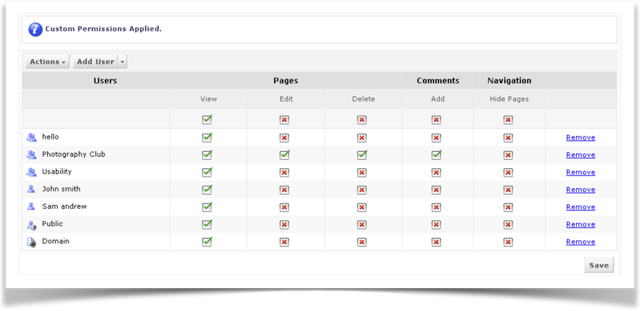 Custom Permissions Applied.
Actions Add User
Users Pages Comments Navigation
View Edit Delete Add Hide Pages
hello Remove
Photography Club Remove
Usability Remove
John smith Remove
Sam andrew Remove
Public Remove
Domain Remove
Save